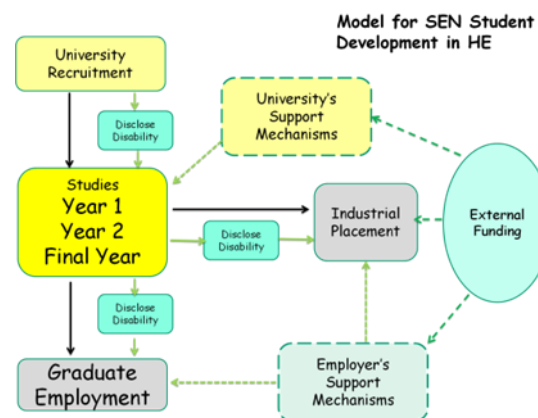 Model for SEN Student
Development in HE
University
Recruitment
Disclose
Disability
University's
Support
Mechanisms
Studies
Year 1
Year 2
Final Year
Disclose
Disability
Industrial
Placement
External
Funding
Disclose
Disability
Graduate
Employment
Employer's
Support
Mechanisms